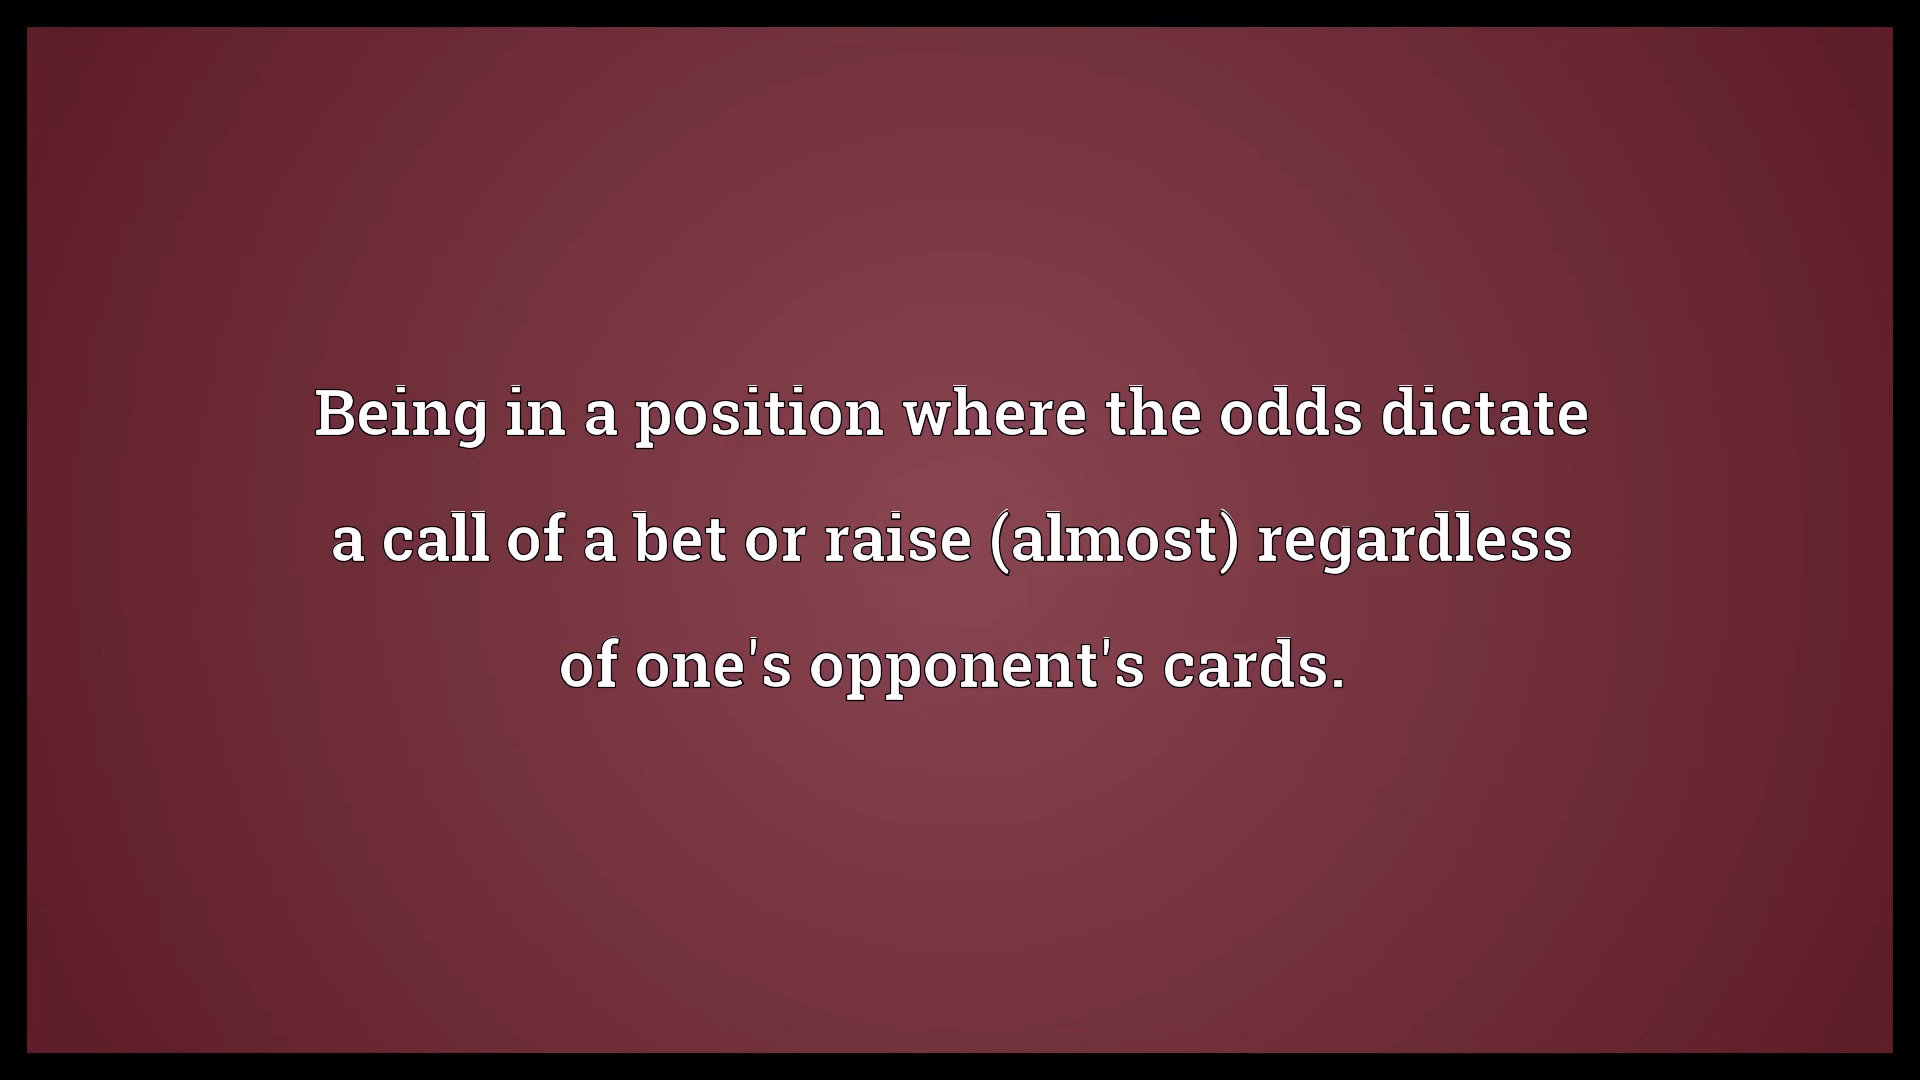 Being in a position where the odds dictate
a call of a bet or raise (almost) regardless
of one's opponent's cards.